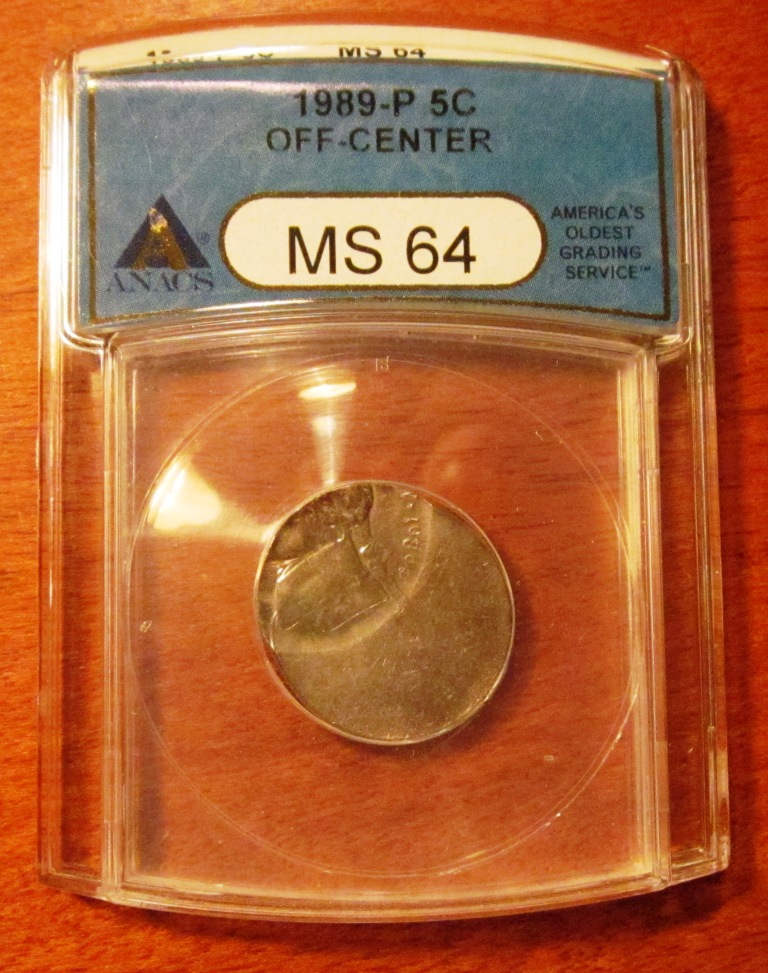 MS 64
1989-P 5C
OFF-CENTER
MS 64
ANACS
AMERICA'S
OLDEST
GRADING
SERVICE™